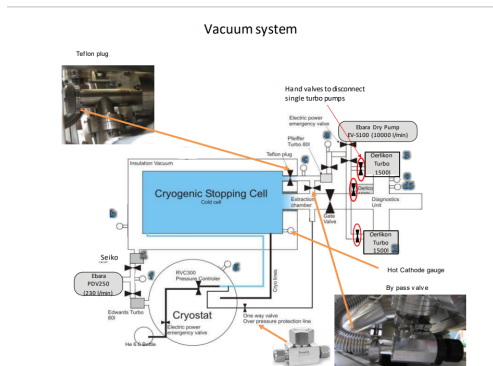 Vacuum system
Teflon plug
Hand valves to disconnect
single turbo pumps
Electric power
emergency valve
Ebara Dry Pump
EV-S100 (10000 l/min)
Pfeiffer
Turbo 80l
Oerlikon
Turbo
1500l
Teflon plug
Insulation Vacuum
Cryogenic Stopping Cell
Cold cell
Extraction
chamber
Gate
Valve
Diagnostics
Unit
Oerlikon
Turbo
1500l
Seiko
Ebara
PDV250
(230 l/min)
Edwards Turbo
80l
RVC300
Pressure Controler
Cryo lines
Cryostat
Electric power
emergency valve
He 6.0 Bottle
One way valve
Over pressure protection line
Hot Cathode gauge
By pass valve